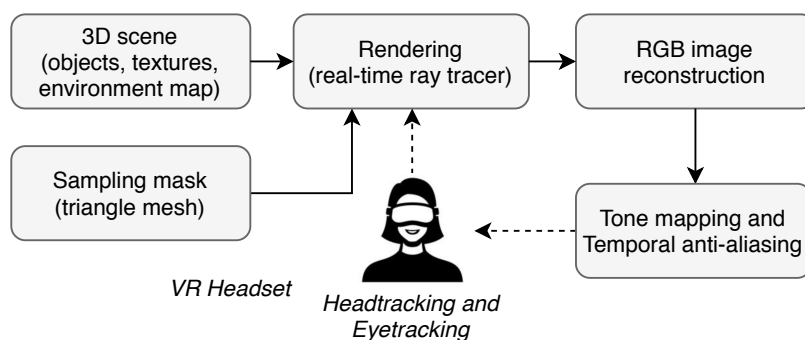 3D scene
(objects, textures,
environment map)
Rendering
(real-time ray tracer)
RGB image
reconstruction
Sampling mask
(triangle mesh)
Tone mapping and
Temporal anti-aliasing
VR Headset
Headtracking and
Eyetracking